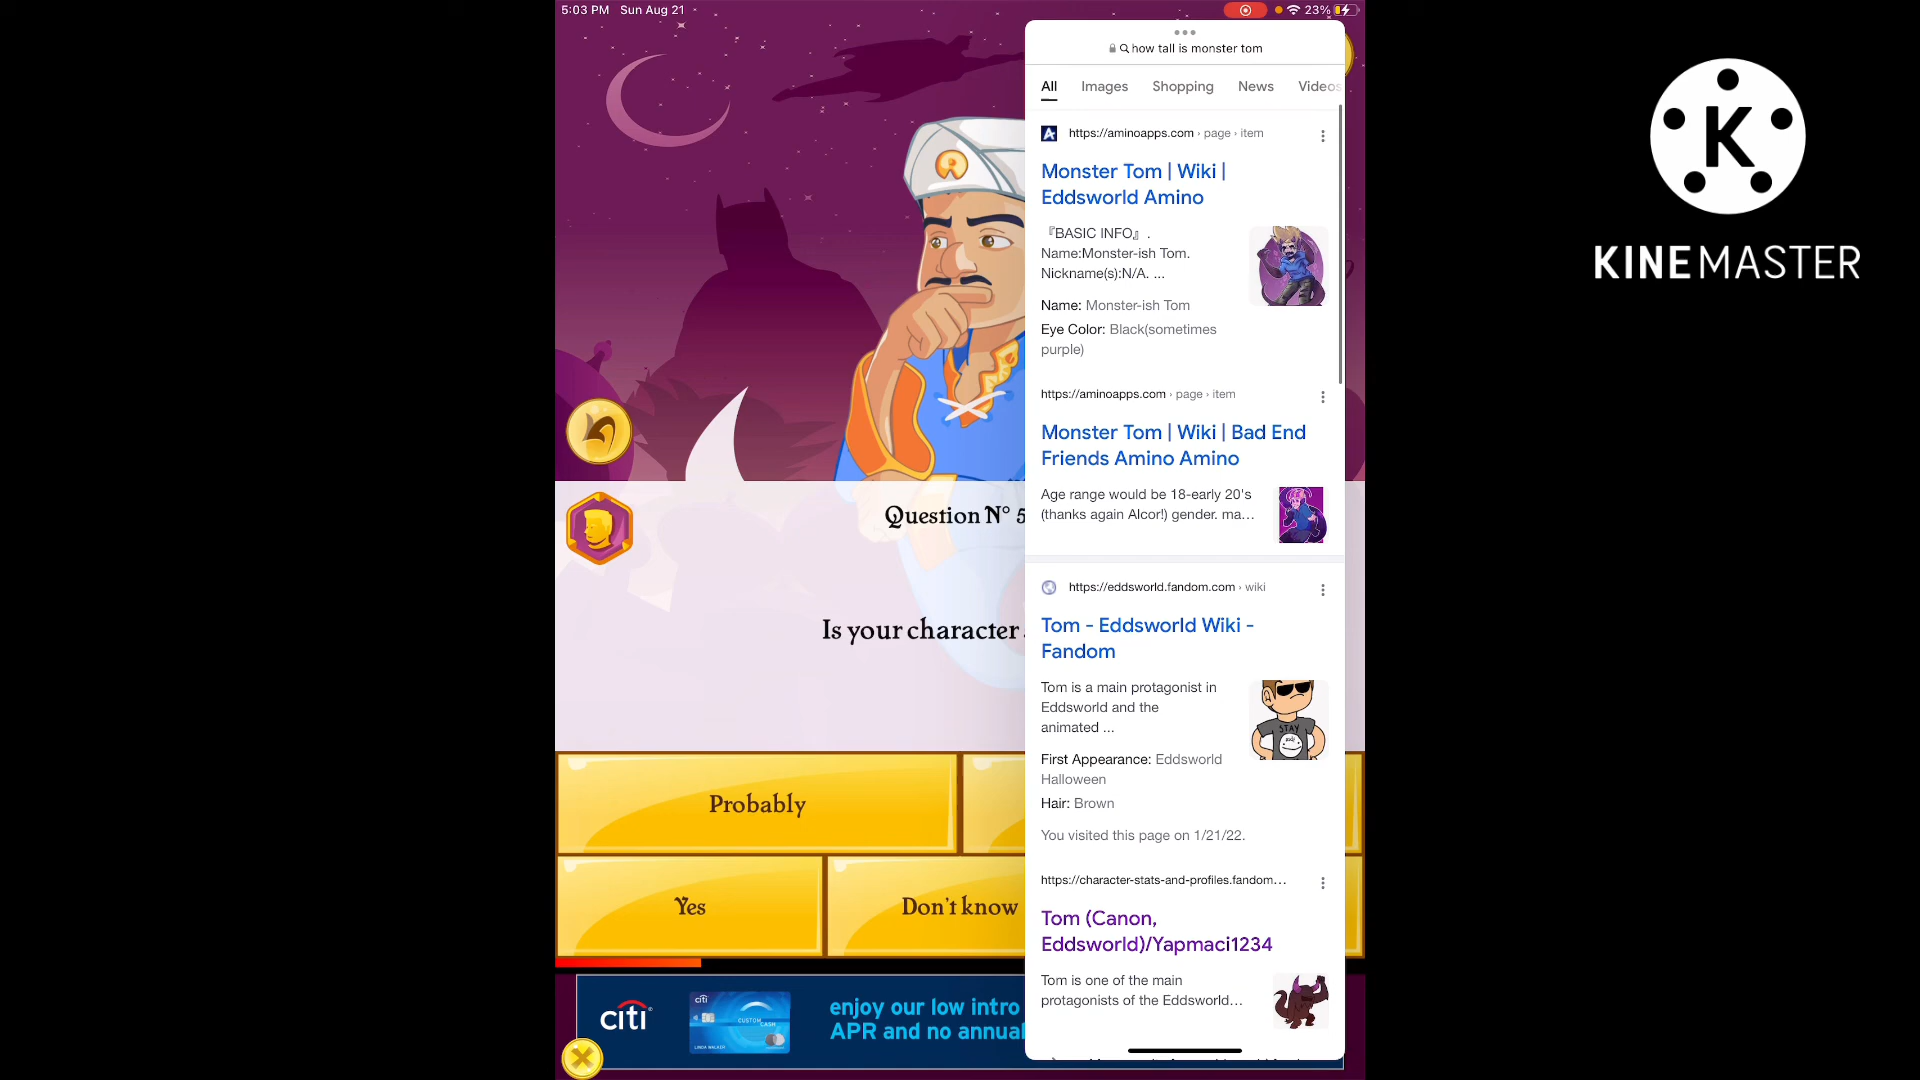 5:03 PM Sun Aug 21
23%
how tall is monster tom
All Images Shopping News Videos
https://aminoapps.com › page › item
Monster Tom | Wiki |
Eddsworld Amino
『BASIC INFO』 .
Name:Monster-ish Tom.
Nickname(s):N/A. ...
Name: Monster-ish Tom
Eye Color: Black(sometimes
purple)
https://aminoapps.com › page › item
Monster Tom | Wiki | Bad End
Friends Amino Amino
Age range would be 18-early 20's
(thanks again Alcor!) gender. ma...
https://eddsworld.fandom.com › wiki
Tom - Eddsworld Wiki -
Fandom
Tom is a main protagonist in
Eddsworld and the
animated ...
First Appearance: Eddsworld
Halloween
Hair: Brown
You visited this page on 1/21/22.
https://character-stats-and-profiles.fandom...
Tom (Canon,
Eddsworld)/Yapmaci1234
Tom is one of the main
protagonists of the Eddsworld...
Question N° 5
Is your character
Probably
Yes
Don't know
citi
enjoy our low intro
APR and no annual
citi
CUSTOM CASH
LINDA WALKER
STAY
K
KINEMASTER